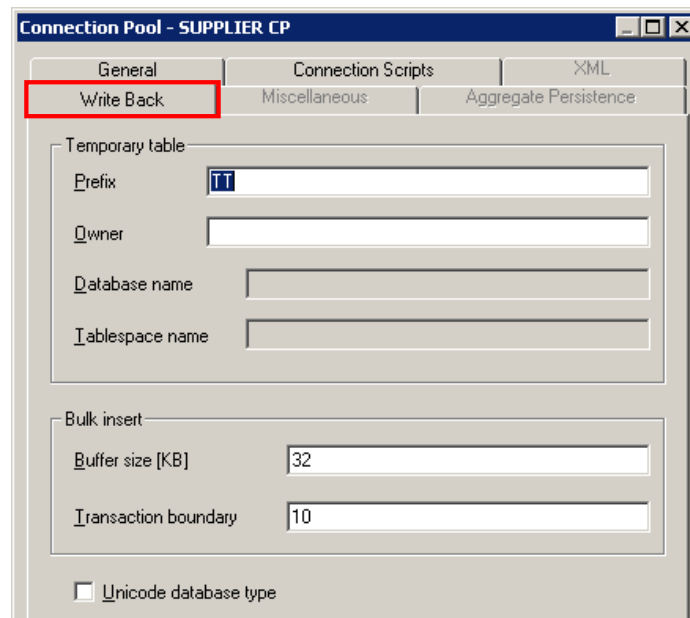 Connection Pool - SUPPLIER CP
General Connection Scripts XML
Write Back Miscellaneous Aggregate Persistence
Temporary table
Prefix TT
Owner
Database name
Tablespace name
Bulk insert
Buffer size [KB] 32
Transaction boundary 10
Unicode database type